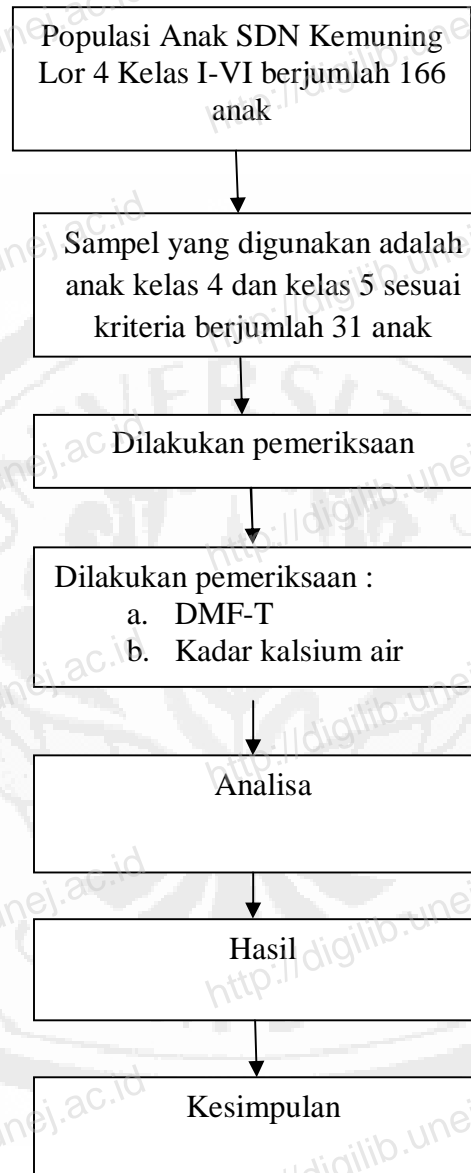 Populasi Anak SDN Kemuning
Lor 4 Kelas I-VI berjumlah 166
anak
Sampel yang digunakan adalah
anak kelas 4 dan kelas 5 sesuai
kriteria berjumlah 31 anak
Dilakukan pemeriksaan
Dilakukan pemeriksaan :
a. DMF-T
b. Kadar kalsium air
Analisa
Hasil
Kesimpulan